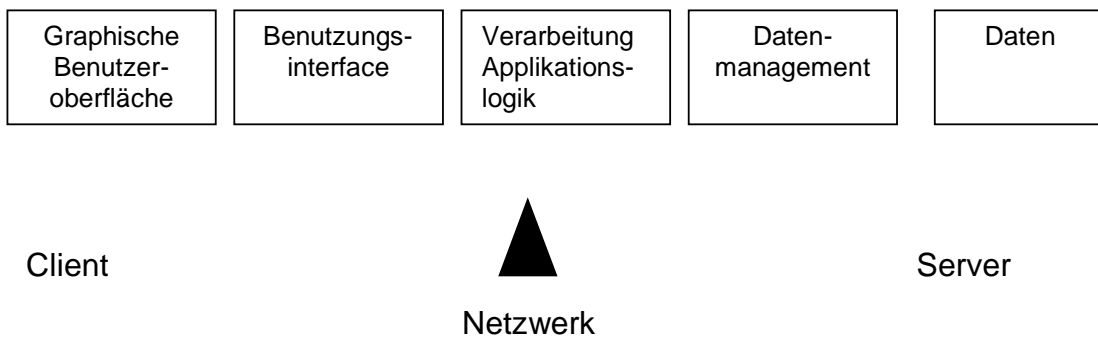 Graphische
Benutzer-
oberfläche
Benutzungs-
interface
Verarbeitung
Applikations-
logik
Daten-
management
Daten
Client
Server
Netzwerk